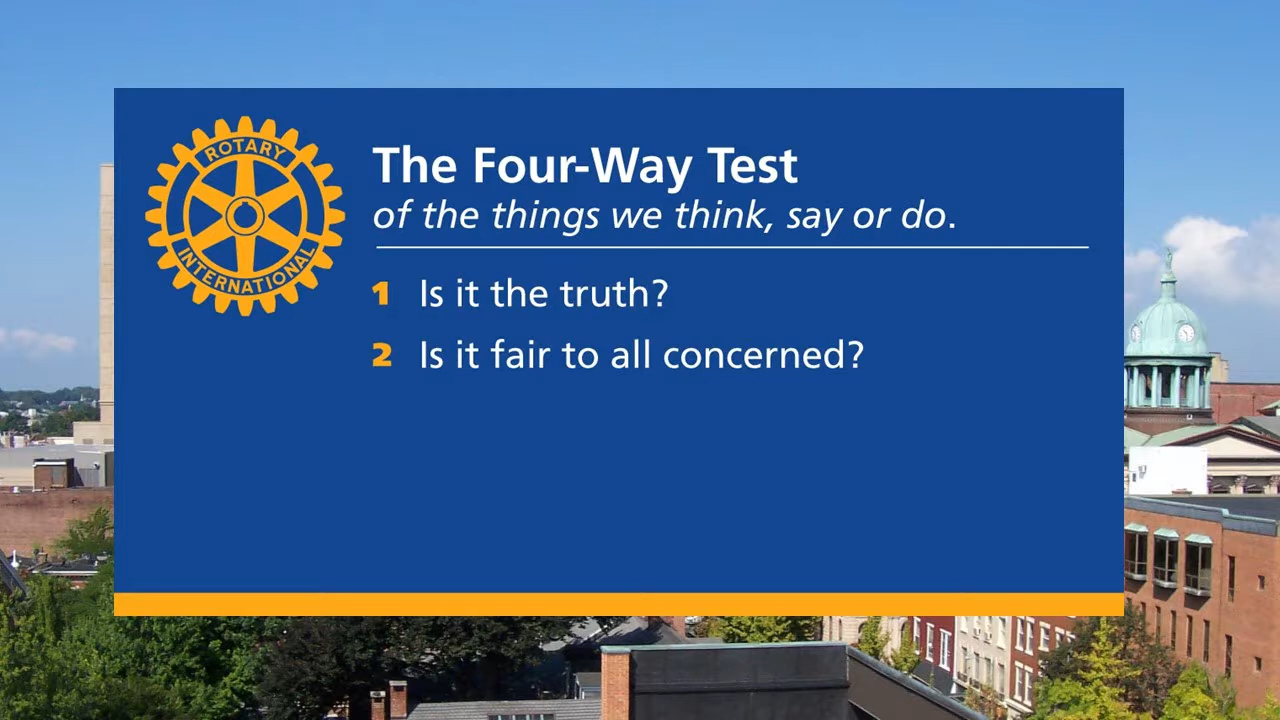 ROTARY
INTERNATIONAL
The Four-Way Test
of the things we think, say or do.
1 Is it the truth?
2 Is it fair to all concerned?